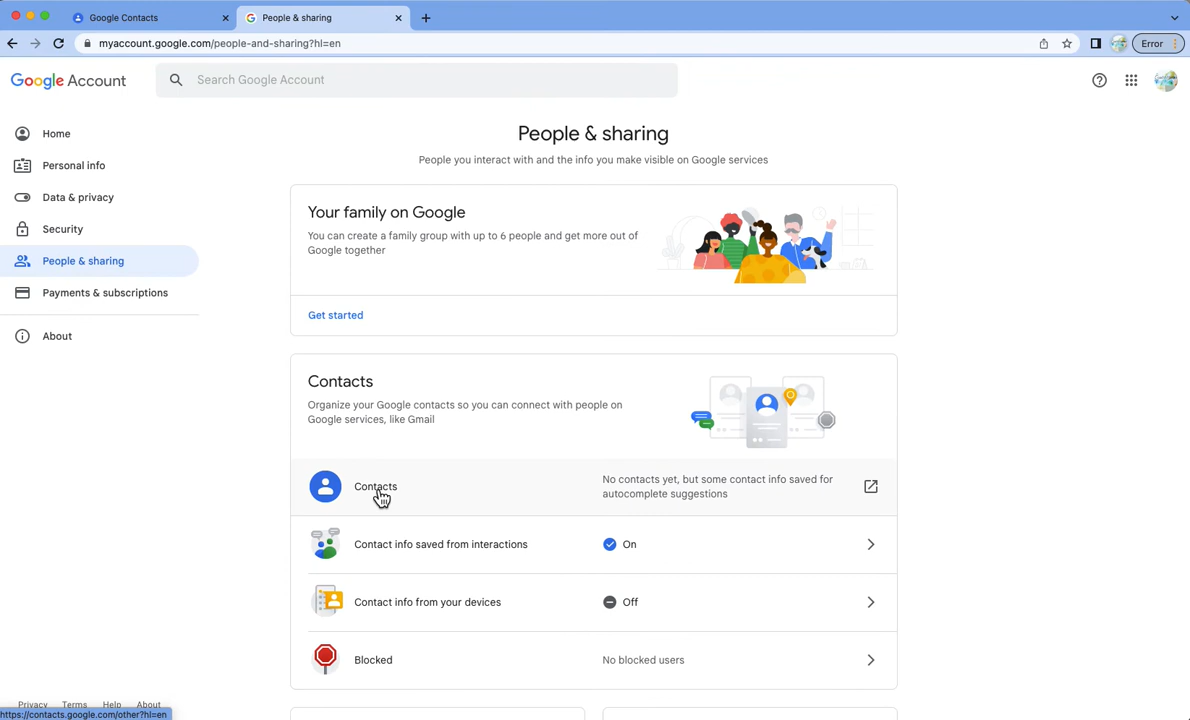 Google Contacts
People & sharing
myaccount.google.com/people-and-sharing?hl=en
Error
Google Account
Search Google Account
Home
Personal info
Data & privacy
Security
People & sharing
Payments & subscriptions
About
People & sharing
People you interact with and the info you make visible on Google services
Your family on Google
You can create a family group with up to 6 people and get more out of
Google together
Get started
Contacts
Organize your Google contacts so you can connect with people on
Google services, like Gmail
Contacts
No contacts yet, but some contact info saved for
autocomplete suggestions
Contact info saved from interactions
On
Contact info from your devices
Off
Blocked
No blocked users
Privacy Terms Help About
https://contacts.google.com/other?hl=en